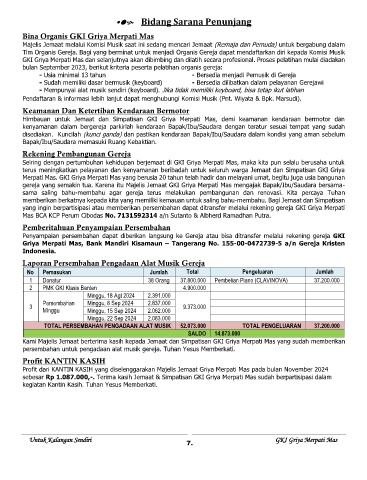 Bidang Sarana Penunjang
Bina Organis GKI Griya Merpati Mas
Majelis Jemaat melalui Komisi Musik saat ini sedang mencari Jemaat (Remaja dan Pemuda) untuk bergabung dalam
Tim Organis Gereja. Bagi yang berminat untuk menjadi Organis Gereja dapat mendaftarkan diri kepada Komisi Musik
GKI Griya Merpati Mas dan selanjutnya akan dibimbing dan dilatih secara profesional. Proses pelatihan mulai diadakan
bulan September 2023, berikut kriteria peserta pelatihan organis gereja:
- Usia minimal 13 tahun - Bersedia menjadi Pemusik di Gereja
- Sudah memiliki dasar bermusik (keyboard) - Bersedia dilibatkan dalam pelayanan Gerejawi
- Mempunyai alat musik sendiri (keyboard). Jika tidak memiliki keyboard, bisa tetap ikut latihan
Pendaftaran & informasi lebih lanjut dapat menghubungi Komisi Musik (Pnt. Wiyata & Bpk. Marsudi).
Keamanan Dan Ketertiban Kendaraan Bermotor
Himbauan untuk Jemaat dan Simpatisan GKI Griya Merpati Mas, demi keamanan kendaraan bermotor dan
kenyamanan dalam bergereja parkirlah kendaraan Bapak/Ibu/Saudara dengan teratur sesuai tempat yang sudah
disediakan. Kuncilah (kunci ganda) dan pastikan kendaraan Bapak/Ibu/Saudara dalam kondisi yang aman sebelum
Bapak/Ibu/Saudara memasuki Ruang Kebaktian.
Rekening Pembangunan Gereja
Seiring dengan pertumbuhan kehidupan berjemaat di GKI Griya Merpati Mas, maka kita pun selalu berusaha untuk
terus meningkatkan pelayanan dan kenyamanan beribadah untuk seluruh warga Jemaat dan Simpatisan GKI Griya
Merpati Mas. GKI Griya Merpati Mas yang berusia 20 tahun telah hadir dan melayani umat, begitu juga usia bangunan
gereja yang semakin tua. Karena itu Majelis Jemaat GKI Griya Merpati Mas mengajak Bapak/Ibu/Saudara bersama-
sama saling bahu-membahu agar gereja terus melakukan pembangunan dan renovasi. Kita percaya Tuhan
memberikan berkatnya kepada kita yang memiliki kemauan untuk saling bahu-membahu. Bagi Jemaat dan Simpatisan
yang ingin berpartisipasi atau memberikan persembahan dapat ditransfer melalui rekening gereja GKI Griya Merpati
Mas BCA KCP Perum Cibodas No. 7131592314 a/n Sutanto & Albherd Ramadhan Putra.
Pemberitahuan Penyampaian Persembahan
Penyampaian persembahan dapat diberikan langsung ke Gereja atau bisa ditransfer melalui rekening gereja GKI
Griya Merpati Mas, Bank Mandiri Kisamaun – Tangerang No. 155-00-0472739-5 a/n Gereja Kristen
Indonesia.
Laporan Persembahan Pengadaan Alat Musik Gereja
No Pemasukan Jumlah Total Pengeluaran Jumlah
1 Donatur 38 Orang 37.800.000 Pembelian Piano (CLAVINOVA) 37.200.000
2 PMK GKI Klasis Banten 4.900.000
3 Persembahan Minggu Minggu, 18 Agt 2024 2.391.000 9.373.000
Minggu, 8 Sep 2024 2.837.000
Minggu, 15 Sep 2024 2.062.000
Minggu, 22 Sep 2024 2.083.000
TOTAL PERSEMBAHAN PENGADAAN ALAT MUSIK 52.073.000 TOTAL PENGELUARAN 37.200.000
SALDO 14.873.000
Kami Majelis Jemaat berterima kasih kepada Jemaat dan Simpatisan GKI Griya Merpati Mas yang sudah memberikan
persembahan untuk pengadaan alat musik gereja. Tuhan Yesus Memberkati.
Profit KANTIN KASIH
Profit dari KANTIN KASIH yang diselenggarakan Majelis Jemaat Griya Merpati Mas pada bulan November 2024
sebesar Rp 1.087.000,-. Terima kasih Jemaat & Simpatisan GKI Griya Merpati Mas sudah berpartisipasi dalam
kegiatan Kantin Kasih. Tuhan Yesus Memberkati.
Untuk Kalangan Sendiri 7. GKI Griya Merpati Mas